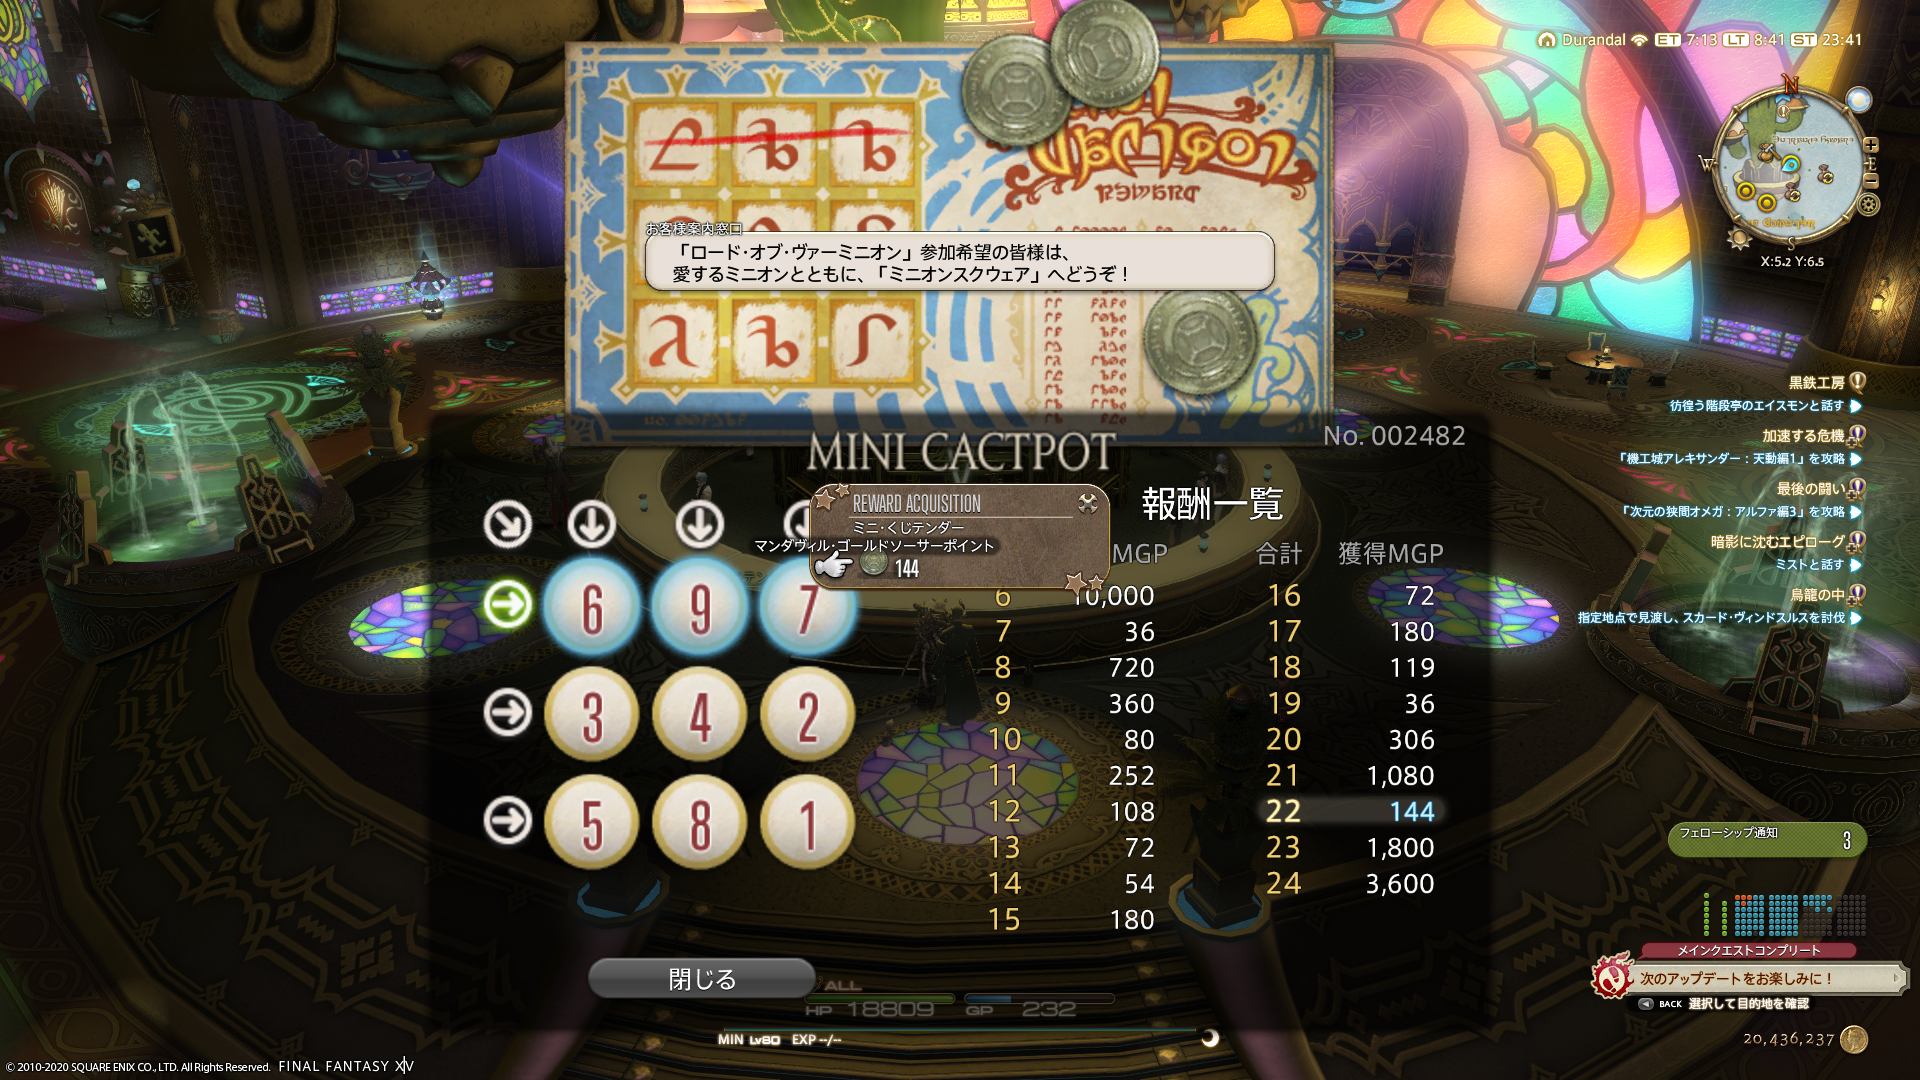 Durandal ET 7:13 LT 8:41 ST 23:41
N
W
E
S
X:5.2 Y:6.5
お客様案内窓口
「ロード・オブ・ヴァーミニオン」参加希望の皆様は、
愛するミニオンとともに、「ミニオンスクウェア」へどうぞ！
MINI CACTPOT
No. 002482
REWARD ACQUISITION
ミニ・くじテンダー
マンダヴィル・ゴールドソーサーポイント
144
報酬一覧
MGP 合計 獲得MGP
6 9 7
3 4 2
5 8 1
6 10,000 16 72
7 36 17 180
8 720 18 119
9 360 19 36
10 80 20 306
11 252 21 1,080
12 108 22 144
13 72 23 1,800
14 54 24 3,600
15 180
閉じる
ALL
HP 18809 GP 232
MIN Lv80 EXP --/--
黒鉄工房
彷徨う階段亭のエイスモンと話す
加速する危機
「機工城アレキサンダー：天動編1」を攻略
最後の闘い
「次元の狭間オメガ：アルファ編3」を攻略
暗影に沈むエピローグ
ミストと話す
烏籠の中
指定地点で見渡し、スカード・ヴィンドスルスを討伐
フェローシップ通知 3
メインクエストコンプリート
次のアップデートをお楽しみに！
BACK 選択して目的地を確認
20,436,237
© 2010-2020 SQUARE ENIX CO., LTD. All Rights Reserved. FINAL FANTASY XIV